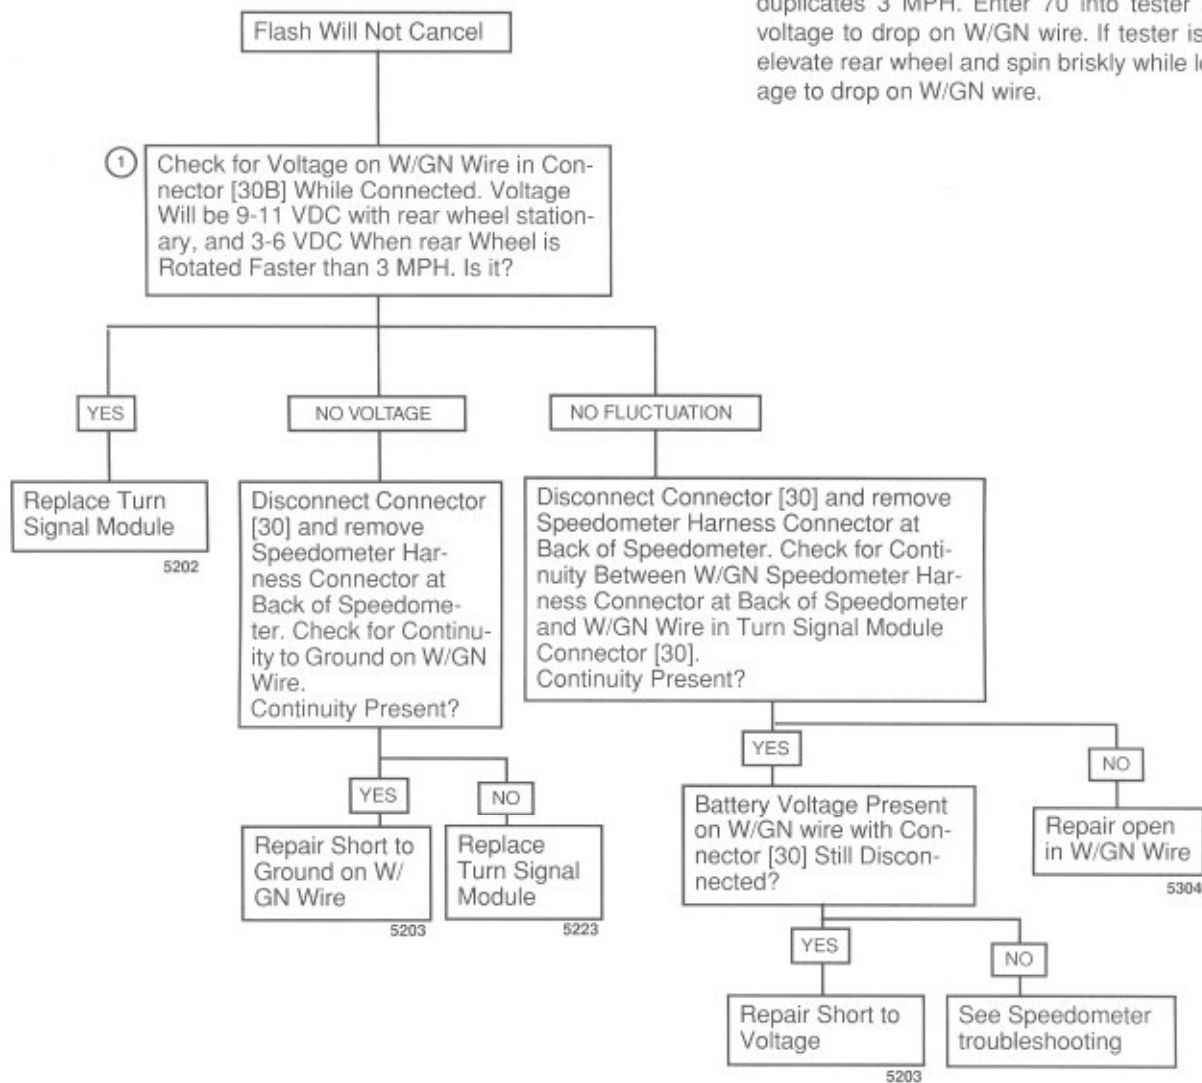 duplicates 3 MPH. Enter 70 into tester
voltage to drop on W/GN wire. If tester is
elevate rear wheel and spin briskly while
age to drop on W/GN wire.
Flash Will Not Cancel
1
Check for Voltage on W/GN Wire in Con-
nector [30B] While Connected. Voltage
Will be 9-11 VDC with rear wheel station-
ary, and 3-6 VDC When rear Wheel is
Rotated Faster than 3 MPH. Is it?
YES
NO VOLTAGE
NO FLUCTUATION
Replace Turn
Signal Module
5202
Disconnect Connector
[30] and remove
Speedometer Har-
ness Connector at
Back of Speedome-
ter. Check for Continu-
ity to Ground on W/GN
Wire.
Continuity Present?
Disconnect Connector [30] and remove
Speedometer Harness Connector at
Back of Speedometer. Check for Conti-
nuity Between W/GN Speedometer Har-
ness Connector at Back of Speedometer
and W/GN Wire in Turn Signal Module
Connector [30].
Continuity Present?
YES
NO
Repair Short to
Ground on W/
GN Wire
5203
Replace
Turn Signal
Module
5223
YES
NO
Battery Voltage Present
on W/GN wire with Con-
nector [30] Still Discon-
nected?
Repair open
in W/GN Wire
5304
YES
NO
Repair Short to
Voltage
5203
See Speedometer
troubleshooting